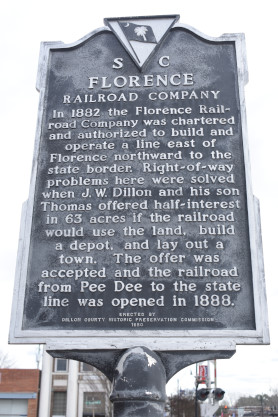 S C
FLORENCE
RAILROAD COMPANY
In 1882 the Florence Rail-
road Company was chartered
and authorized to build and
operate a line east of
Florence northward to the
state border. Right-of-way
problems here were solved
when J. W. Dillon and his son
Thomas offered half-interest
in 63 acres if the railroad
would use the land, build
a depot, and lay out a
town. The offer was
accepted and the railroad
from Pee Dee to the state
line was opened in 1888.
ERECTED BY
DILLON COUNTY HISTORIC PRESERVATION COMMISSION